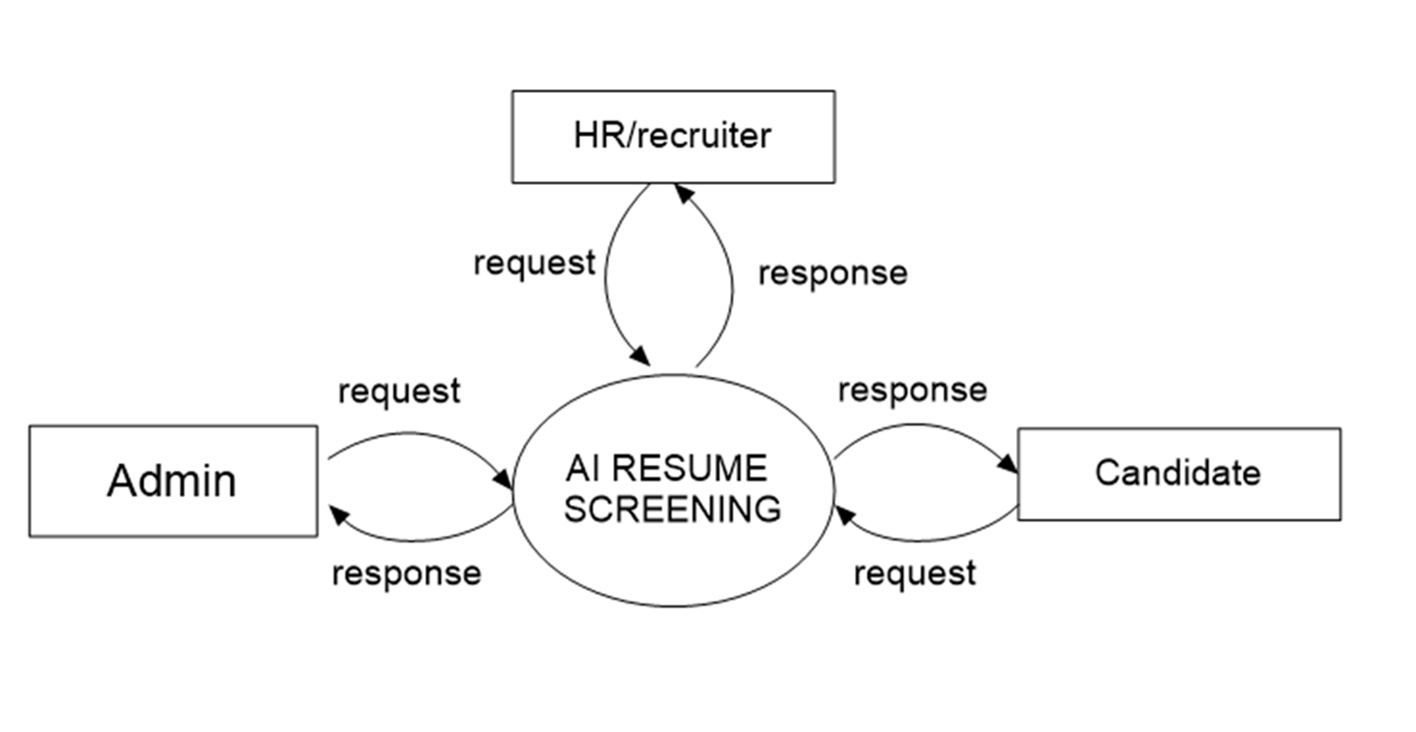 HR/recruiter
request
response
request
response
Admin
AI RESUME
SCREENING
Candidate
response
request